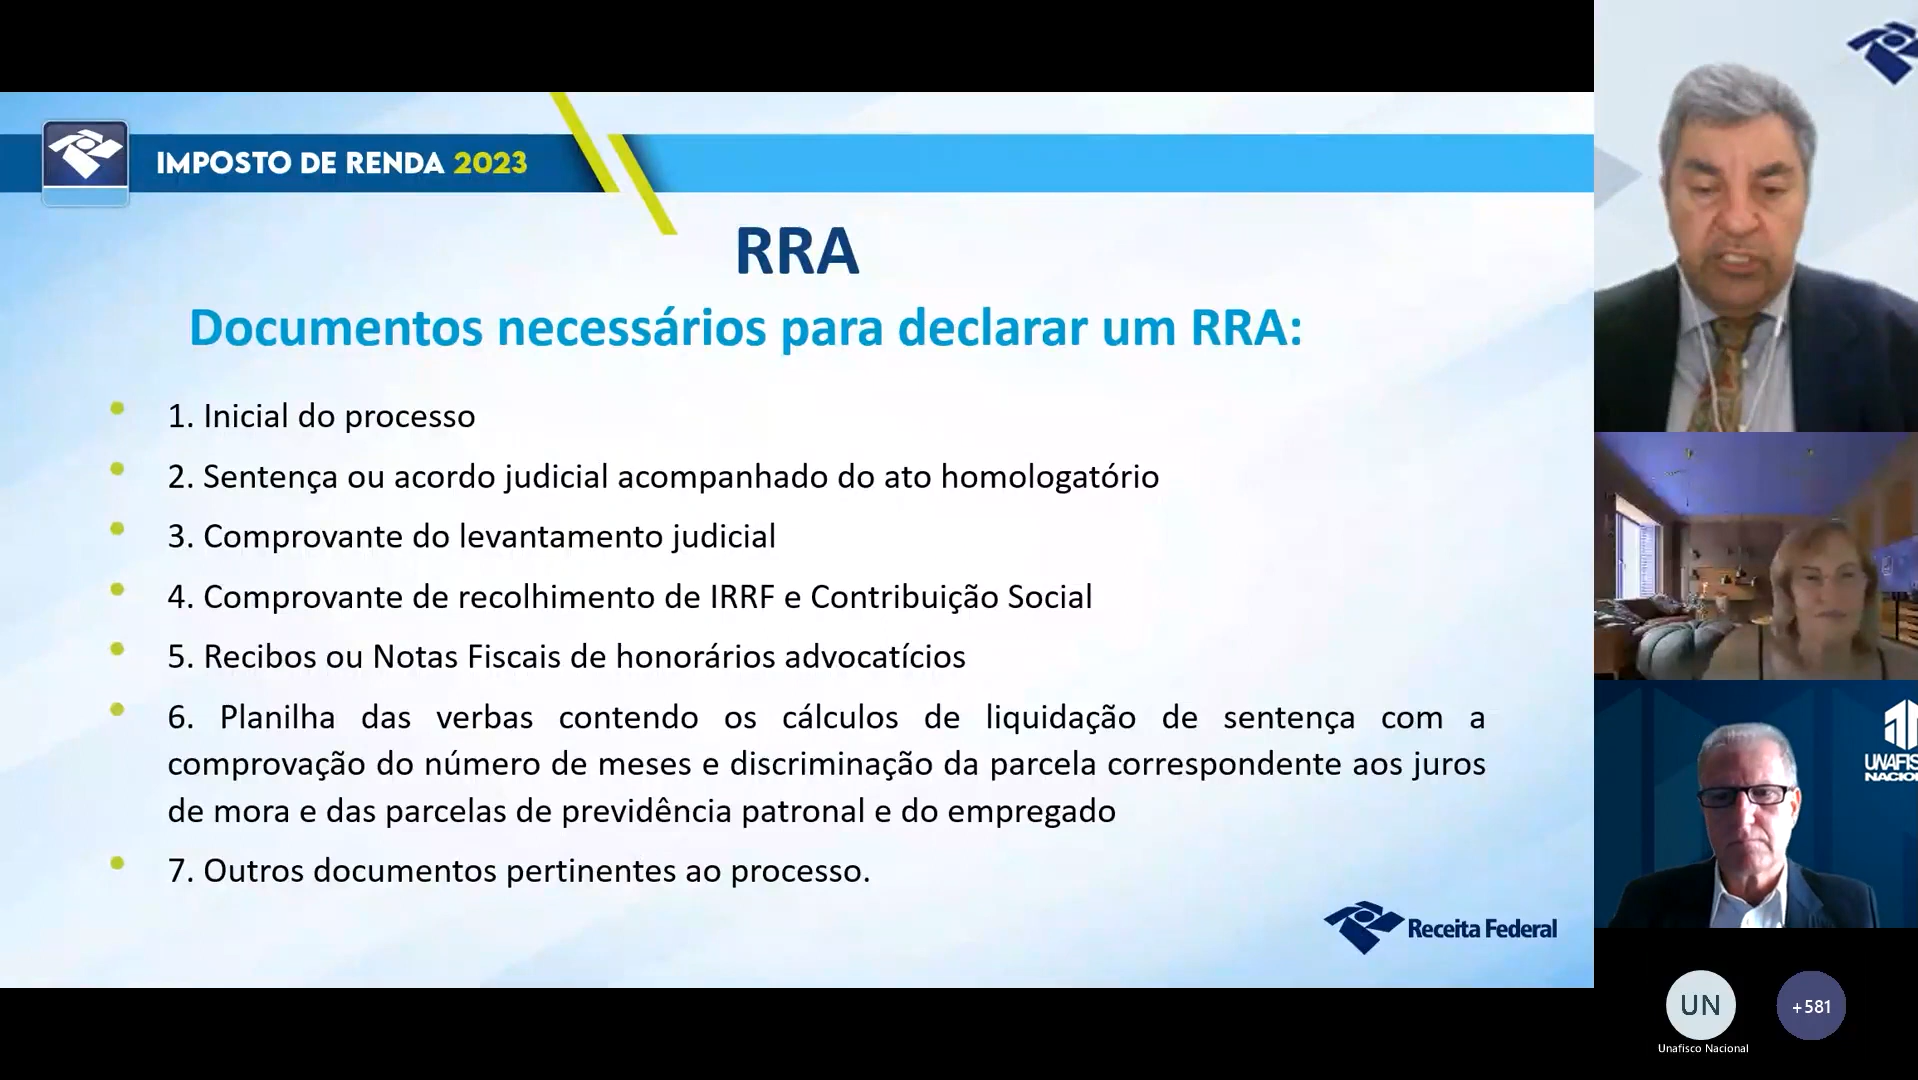 IMPOSTO DE RENDA 2023
RRA
Documentos necessários para declarar um RRA:
1. Inicial do processo
2. Sentença ou acordo judicial acompanhado do ato homologatório
3. Comprovante do levantamento judicial
4. Comprovante de recolhimento de IRRF e Contribuição Social
5. Recibos ou Notas Fiscais de honorários advocatícios
6. Planilha das verbas contendo os cálculos de liquidação de sentença com a
comprovação do número de meses e discriminação da parcela correspondente aos juros
de mora e das parcelas de previdência patronal e do empregado
7. Outros documentos pertinentes ao processo.
Receita Federal
UN
+581
Unafisco Nacional